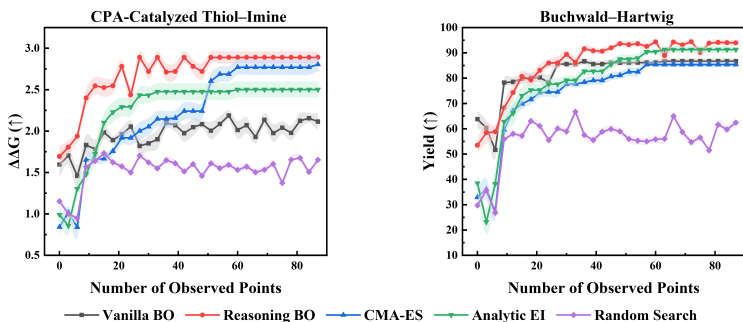 CPA-Catalyzed Thiol–Imine
Buchwald–Hartwig
ΔΔG (↑)
3.0
2.5
2.0
1.5
1.0
0.5
0 20 40 60 80
Number of Observed Points
Yield (↑)
100
90
80
70
60
50
40
30
20
10
0 20 40 60 80
Number of Observed Points
Vanilla BO Reasoning BO CMA-ES Analytic EI Random Search